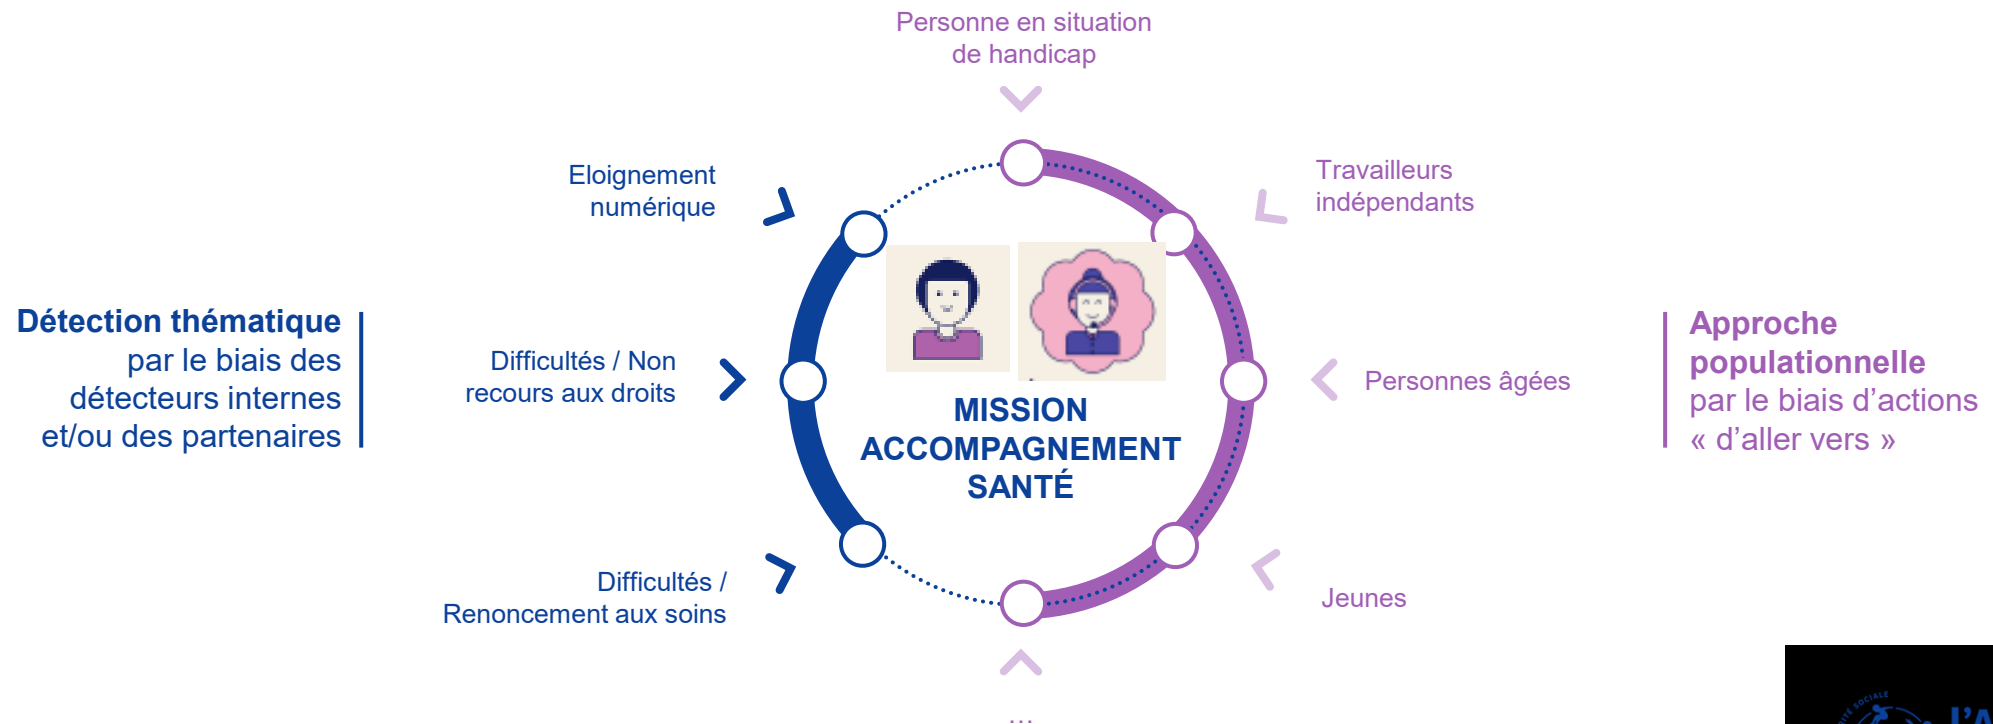 Personne en situation
de handicap
Eloignement
numérique
Travailleurs
indépendants
Détection thématique
par le biais des
détecteurs internes
et/ou des partenaires
Difficultés / Non
recours aux droits
MISSION
ACCOMPAGNEMENT
SANTÉ
Personnes âgées
Approche
populationnelle
par le biais d’actions
« d’aller vers »
Difficultés /
Renoncement aux soins
Jeunes
...
SOCIALE